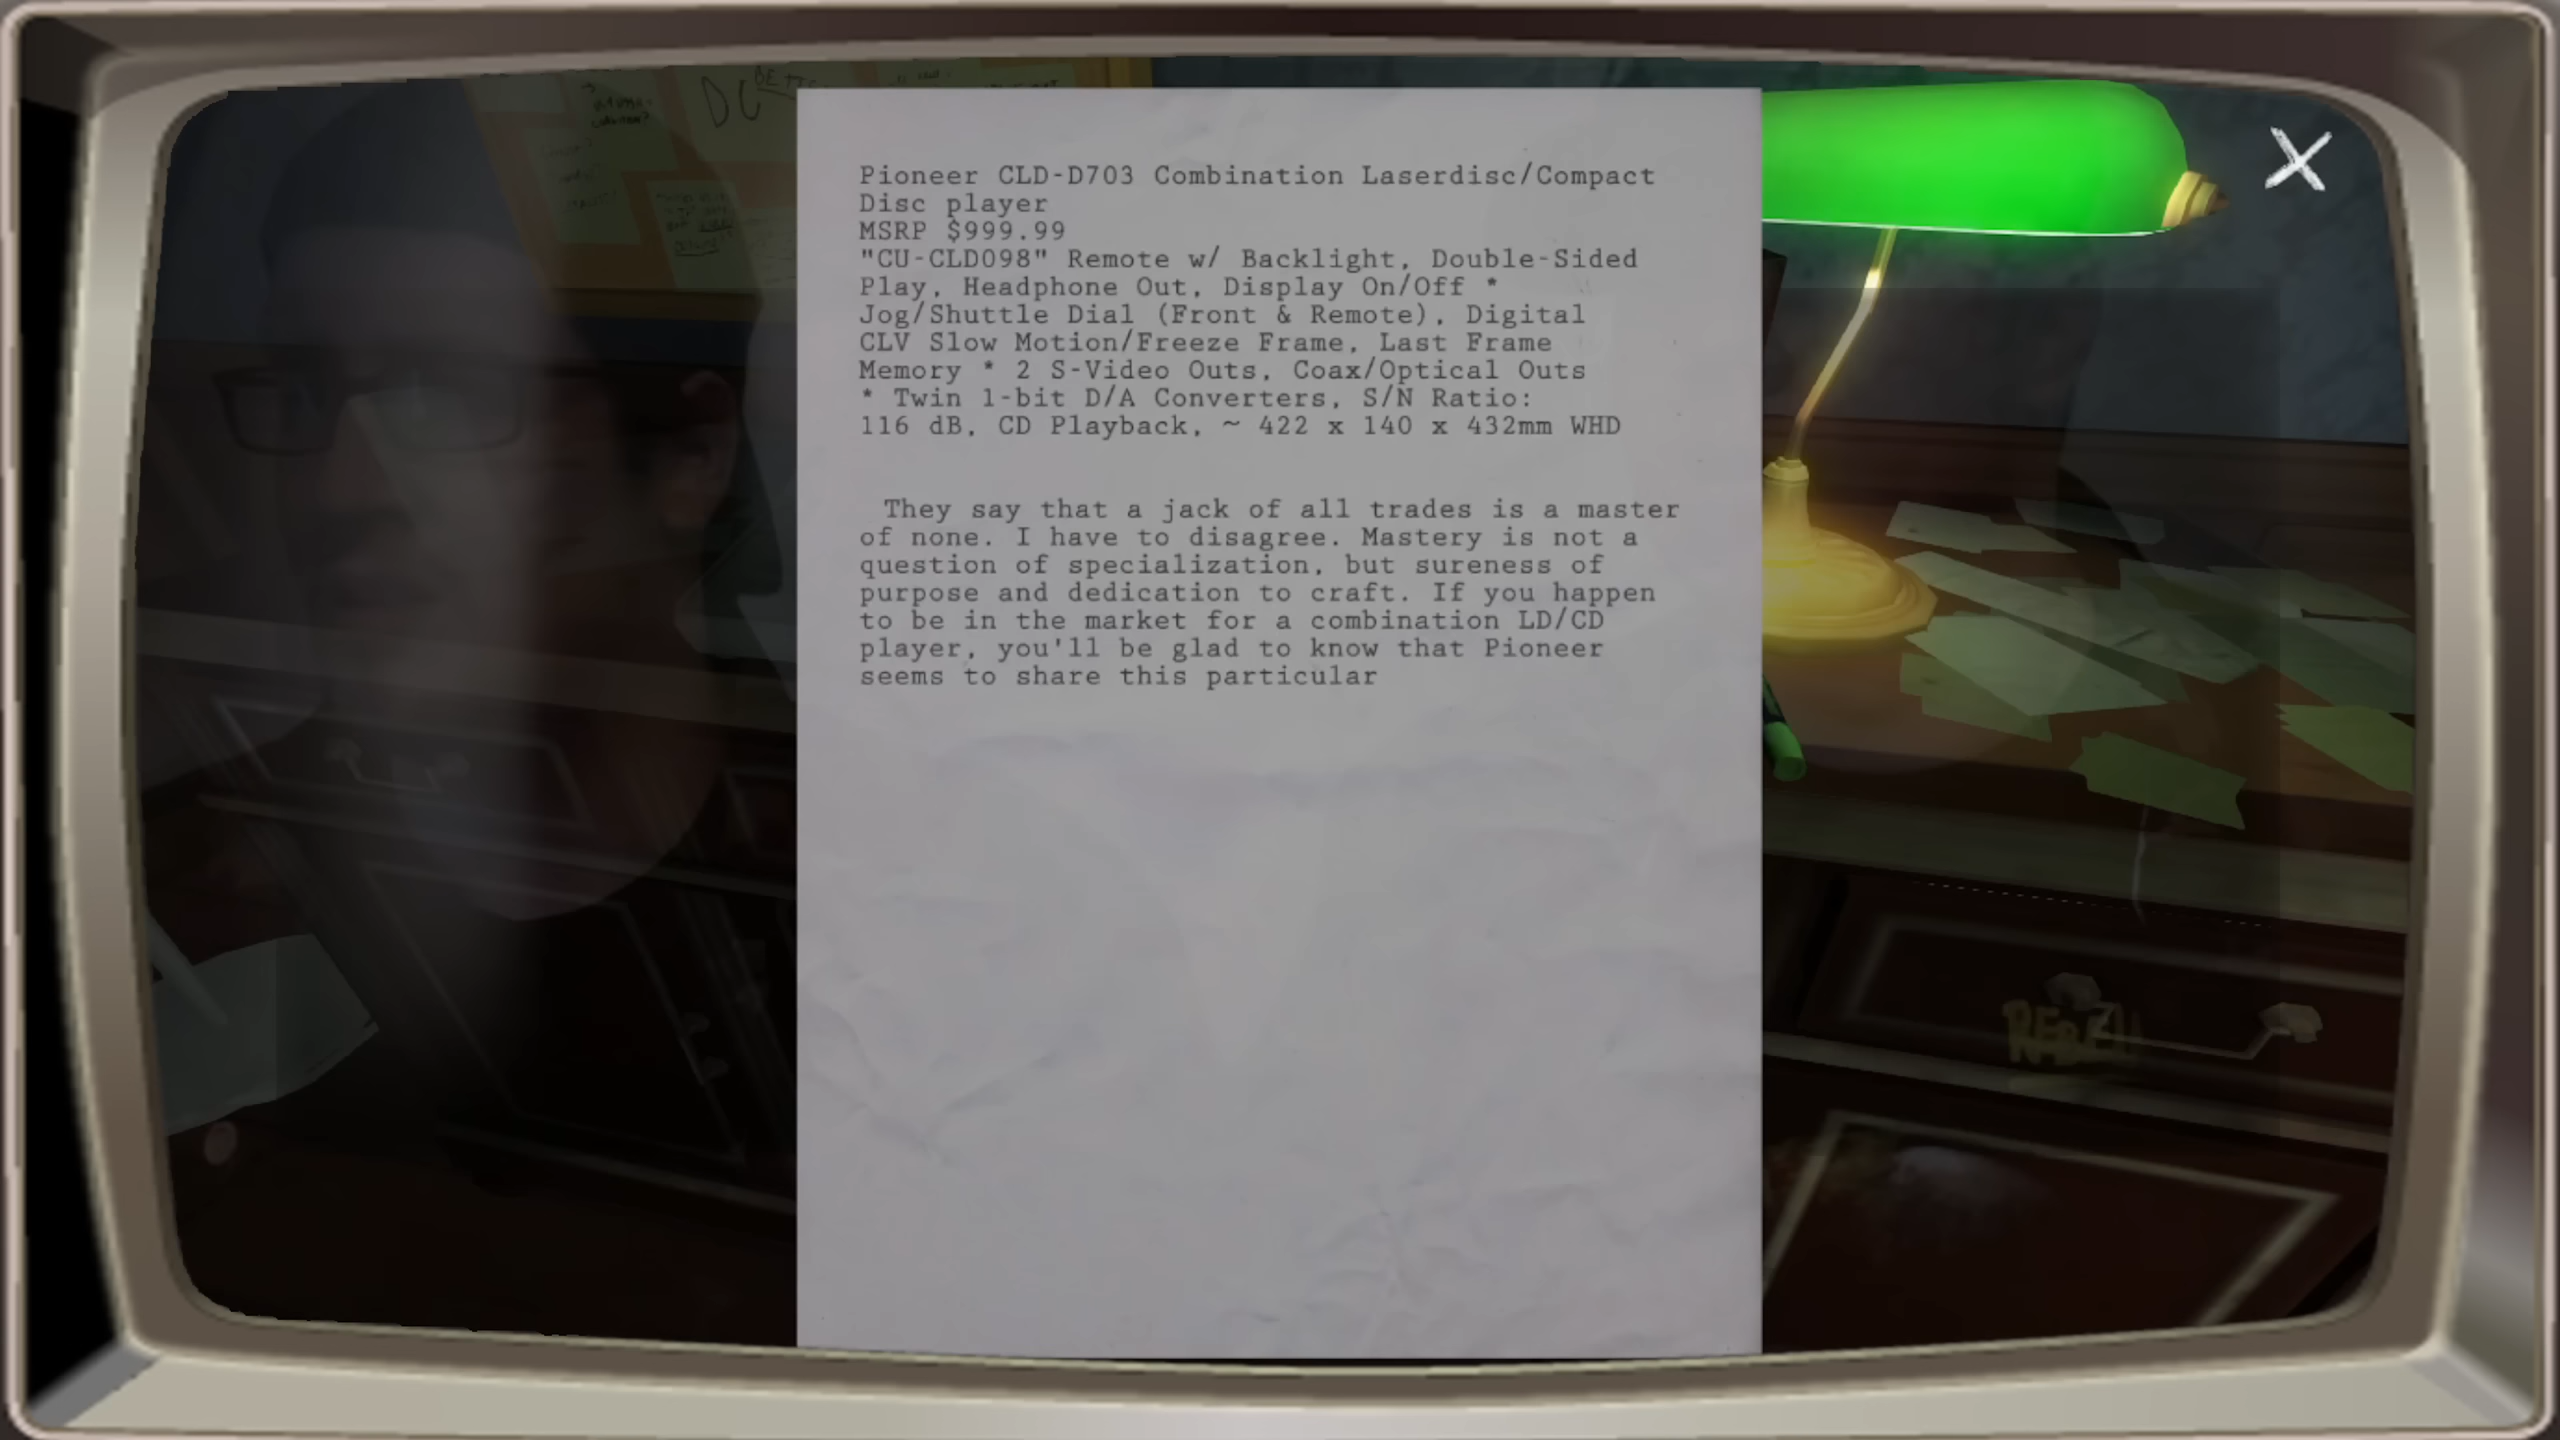 DC
BETTE
Pioneer CLD-D703 Combination Laserdisc/Compact
Disc player
MSRP $999.99
"CU-CLD098" Remote w/ Backlight, Double-Sided
Play, Headphone Out, Display On/Off *
Jog/Shuttle Dial (Front & Remote), Digital
CLV Slow Motion/Freeze Frame, Last Frame
Memory * 2 S-Video Outs, Coax/Optical Outs
* Twin 1-bit D/A Converters, S/N Ratio:
116 dB, CD Playback, ~ 422 x 140 x 432mm WHD
They say that a jack of all trades is a master
of none. I have to disagree. Mastery is not a
question of specialization, but sureness of
purpose and dedication to craft. If you happen
to be in the market for a combination LD/CD
player, you'll be glad to know that Pioneer
seems to share this particular